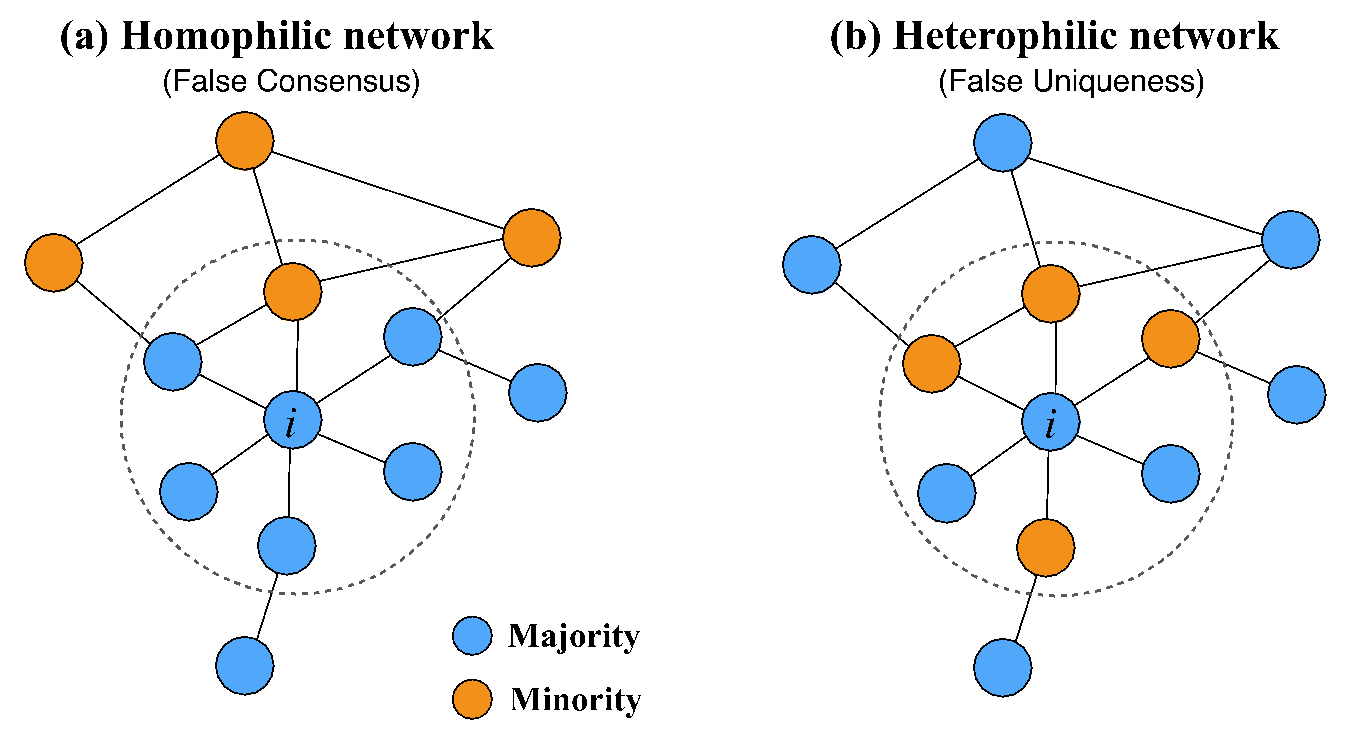 (a) Homophilic network
(False Consensus)
(b) Heterophilic network
(False Uniqueness)
i
i
Majority
Minority